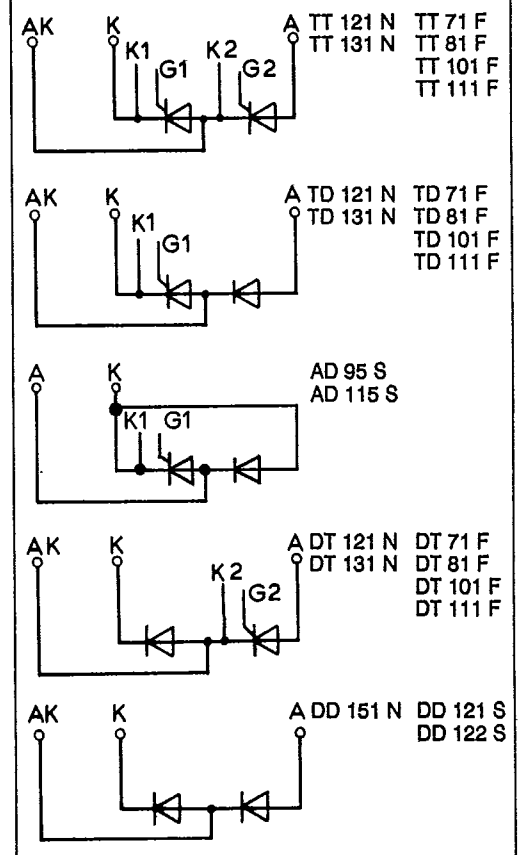 AK K A TT 121 N TT 71 F
K1 K2 TT 131 N TT 81 F
G1 G2 TT 101 F
TT 111 F
AK K A TD 121 N TD 71 F
K1 TD 131 N TD 81 F
G1 TD 101 F
TD 111 F
A K AD 95 S
AD 115 S
K1 G1
AK K A DT 121 N DT 71 F
K2 DT 131 N DT 81 F
G2 DT 101 F
DT 111 F
AK K A DD 151 N DD 121 S
DD 122 S